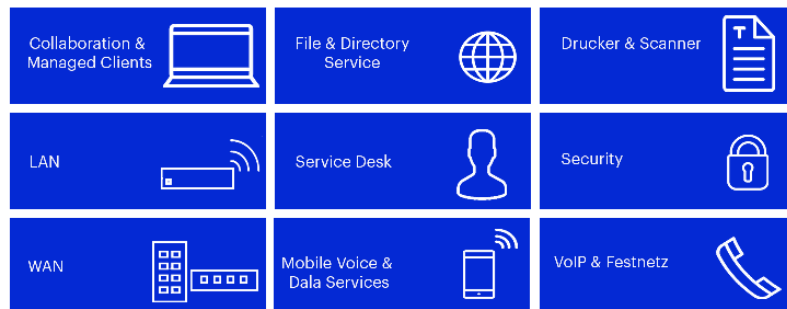 Collaboration &
Managed Clients
File & Directory
Service
Drucker & Scanner
T
LAN
Service Desk
Security
WAN
Mobile Voice &
Dala Services
VoIP & Festnetz